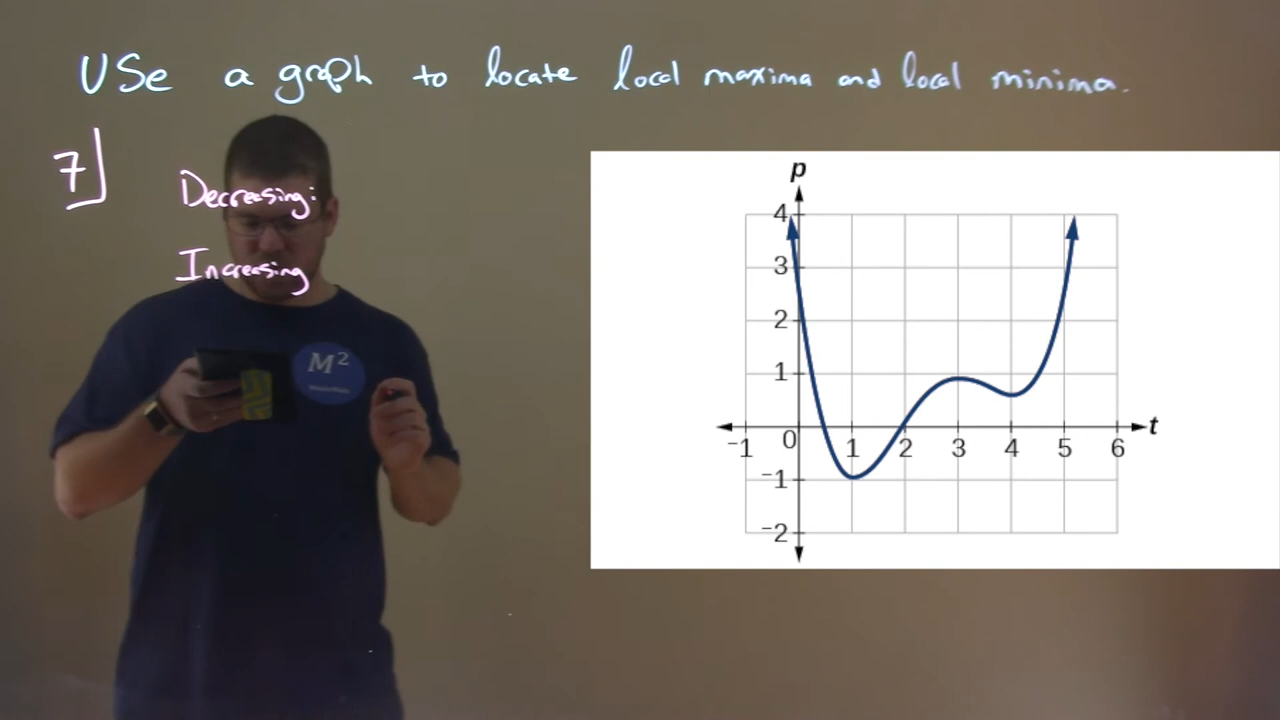 USe a graph to locate local maxima and local minima.
7
Decreasing:
Increasing
M²
p
4
3
2
1
0
−1
−2
−1 1 2 3 4 5 6 t